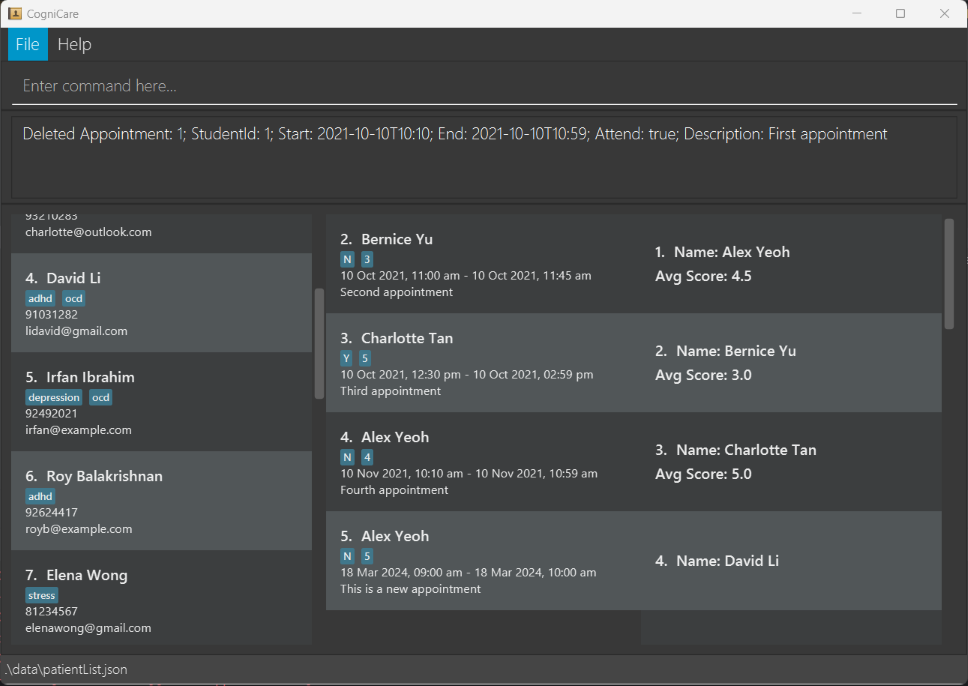 CogniCare
File Help
Enter command here...
Deleted Appointment: 1; StudentId: 1; Start: 2021-10-10T10:10; End: 2021-10-10T10:59; Attend: true; Description: First appointment
93210283
charlotte@outlook.com
4. David Li
adhd ocd
91031282
lidavid@gmail.com
5. Irfan Ibrahim
depression ocd
92492021
irfan@example.com
6. Roy Balakrishnan
adhd
92624417
royb@example.com
7. Elena Wong
stress
81234567
elenawong@gmail.com
2. Bernice Yu
N 3
10 Oct 2021, 11:00 am - 10 Oct 2021, 11:45 am
Second appointment
3. Charlotte Tan
Y 5
10 Oct 2021, 12:30 pm - 10 Oct 2021, 02:59 pm
Third appointment
4. Alex Yeoh
N 4
10 Nov 2021, 10:10 am - 10 Nov 2021, 10:59 am
Fourth appointment
5. Alex Yeoh
N 5
18 Mar 2024, 09:00 am - 18 Mar 2024, 10:00 am
This is a new appointment
1. Name: Alex Yeoh
Avg Score: 4.5
2. Name: Bernice Yu
Avg Score: 3.0
3. Name: Charlotte Tan
Avg Score: 5.0
4. Name: David Li
.\data\patientList.json